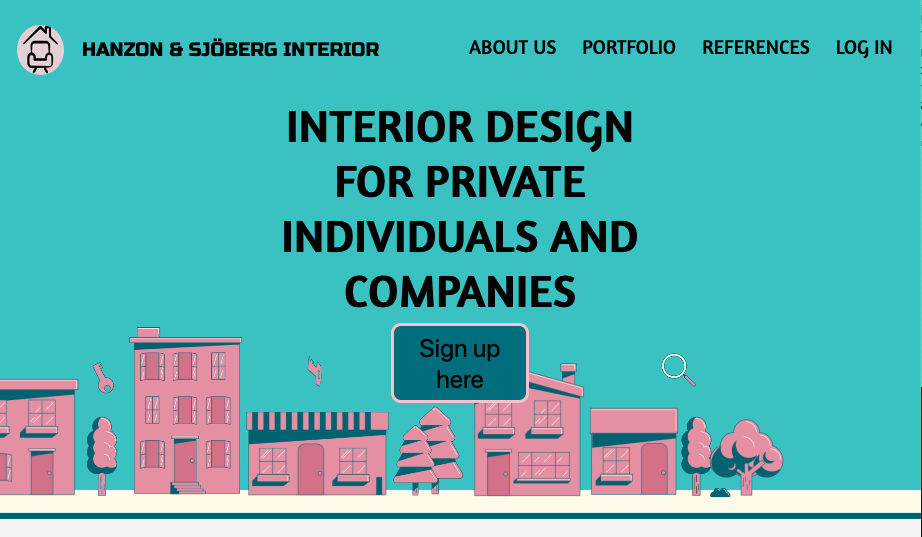 HANZON & SJÖBERG INTERIOR
ABOUT US PORTFOLIO REFERENCES LOG IN
INTERIOR DESIGN
FOR PRIVATE
INDIVIDUALS AND
COMPANIES
Sign up
here